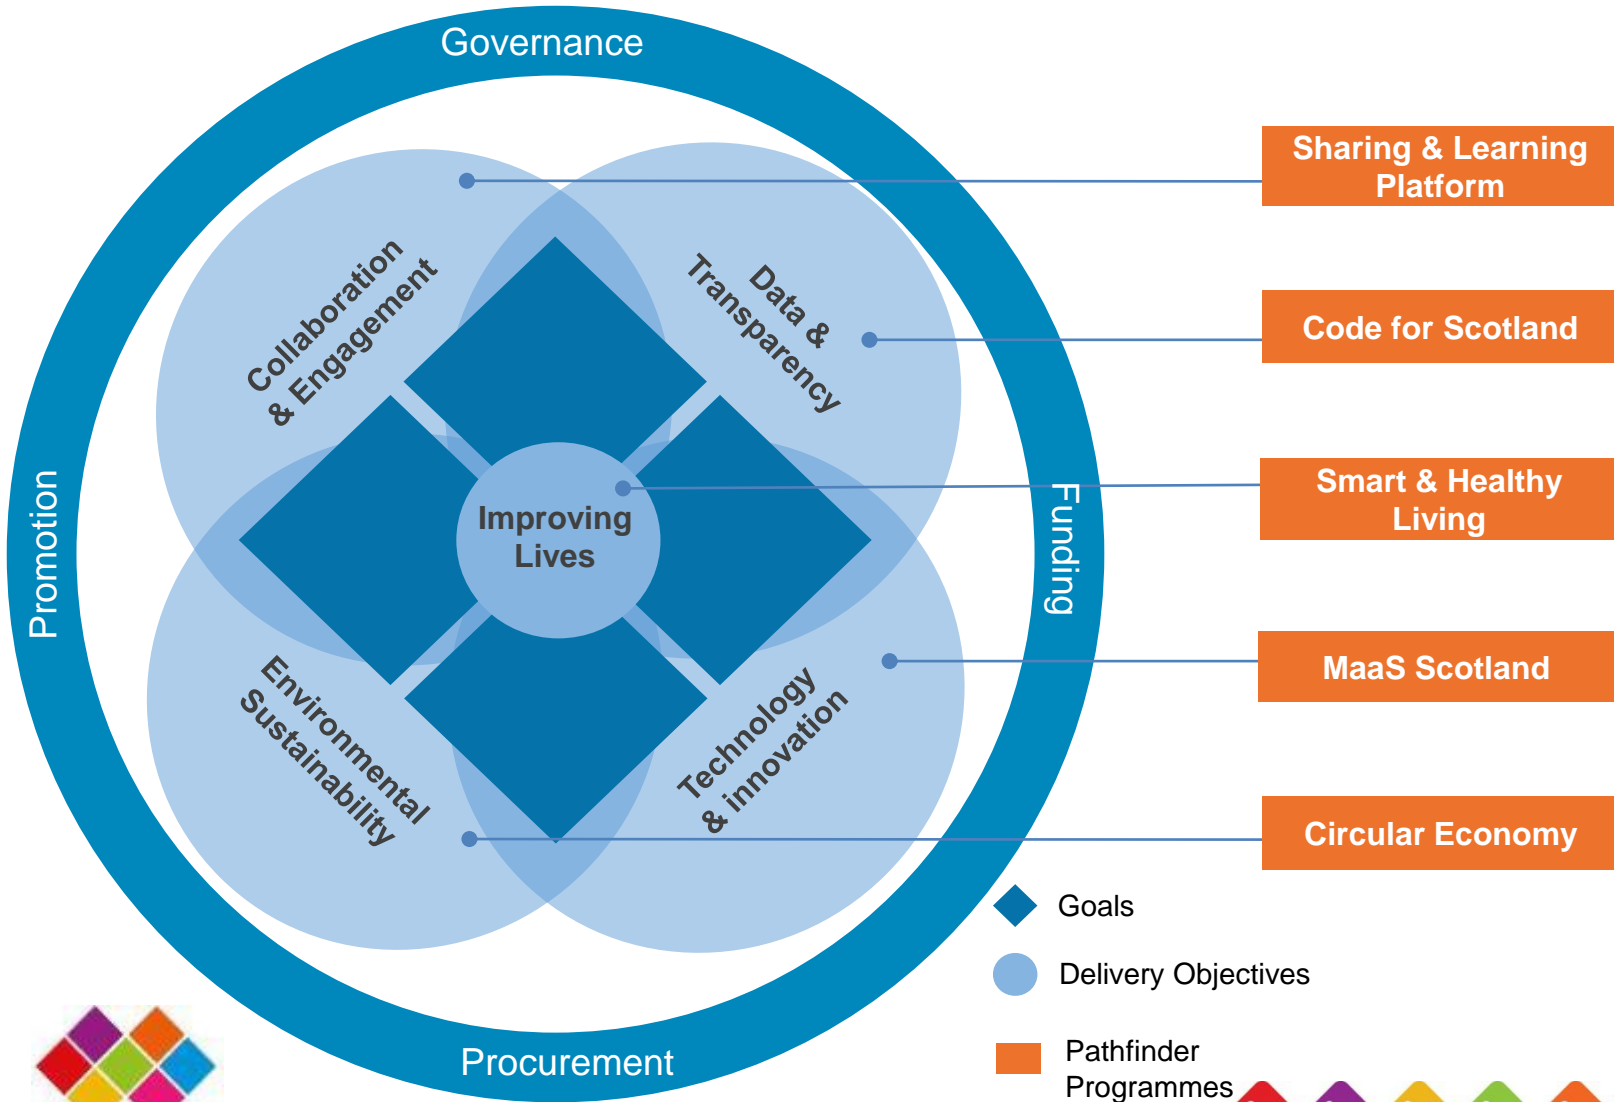 Governance
Sharing & Learning
Platform
Collaboration
& Engagement
Data &
Transparency
Code for Scotland
Promotion
Improving
Lives
Funding
Smart & Healthy
Living
Environmental
Sustainability
Technology
& innovation
MaaS Scotland
Circular Economy
Goals
Delivery Objectives
Procurement
Pathfinder
Programmes